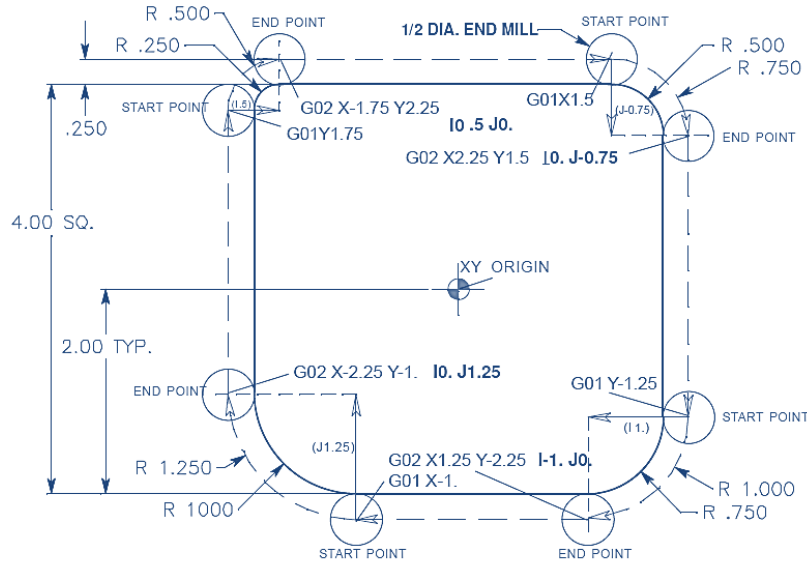 END POINT
R .500
R .250
1/2 DIA. END MILL
START POINT
R .500
R .750
START POINT
(I.5)
G02 X-1.75 Y2.25
G01Y1.75
.250
G01X1.5
(J-0.75)
I0 .5 J0.
G02 X2.25 Y1.5 I0. J-0.75
END POINT
4.00 SQ.
XY ORIGIN
2.00 TYP.
G02 X-2.25 Y-1. I0. J1.25
END POINT
G01 Y-1.25
START POINT
(I 1.)
(J1.25)
R 1.250
R 1000
G02 X1.25 Y-2.25 I-1. J0.
G01 X-1.
R 1.000
R .750
START POINT
END POINT